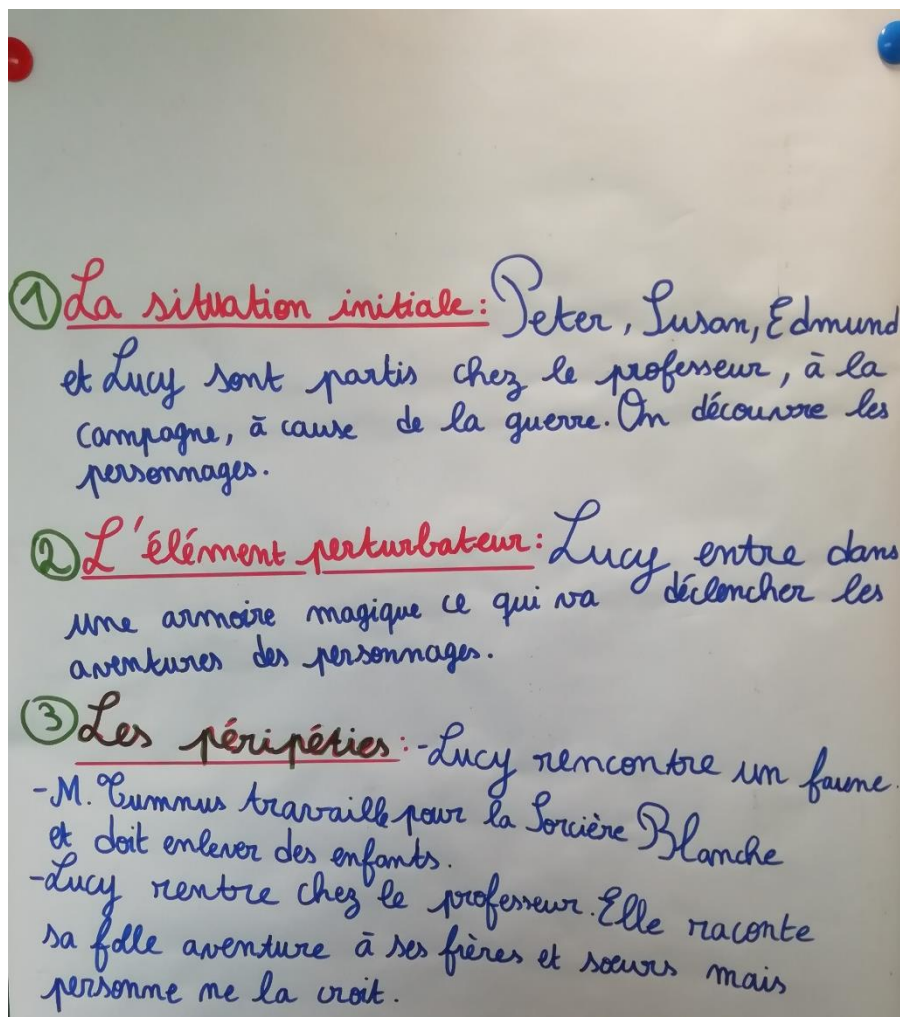 ① La situation initiale: Peter, Susan, Edmund
et Lucy sont partis chez le professeur, à la
campagne, à cause de la guerre. On découvre les
personnages.
② L'élément perturbateur: Lucy entre dans
une armoire magique ce qui va déclencher les
aventures des personnages.
③ Les péripéties: -Lucy rencontre un faune.
-M. Tumnus travaille pour la Sorcière Blanche
et doit enlever des enfants.
-Lucy rentre chez le professeur. Elle raconte
sa folle aventure à ses frères et sœurs mais
personne ne la croit.